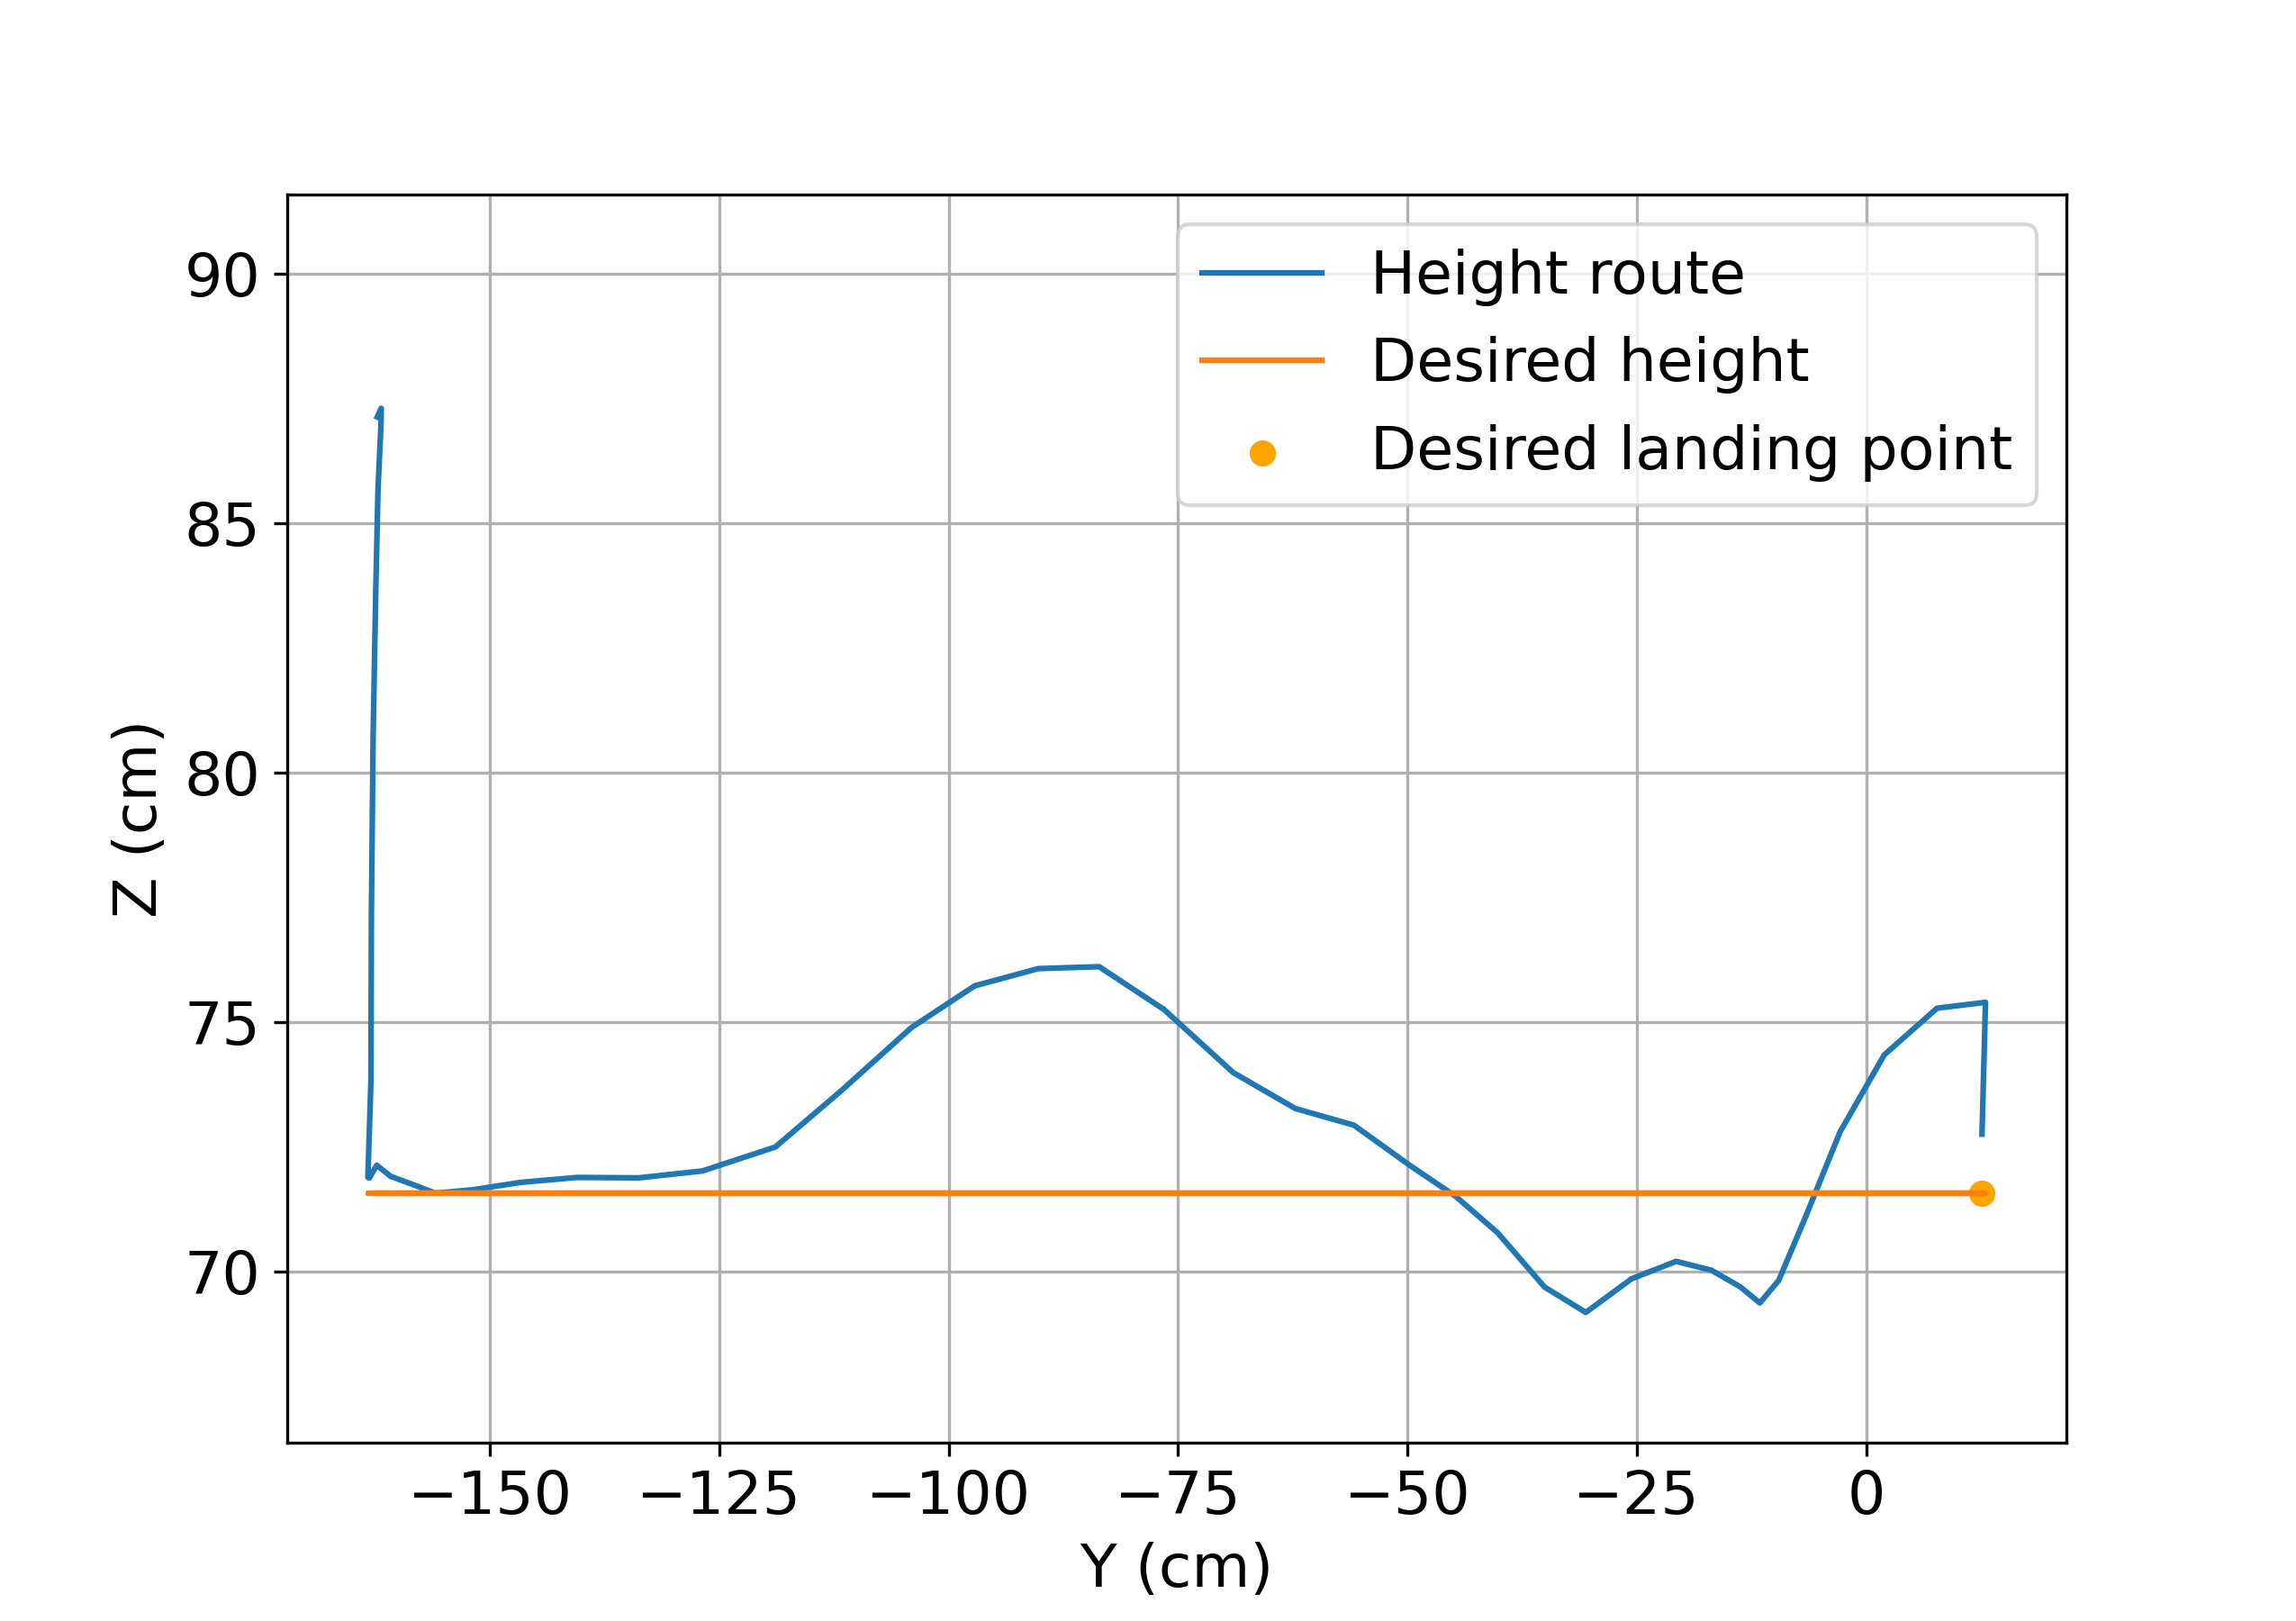 Height route
Desired height
Desired landing point
90
85
80
75
70
Z (cm)
−150
−125
−100
−75
−50
−25
0
Y (cm)